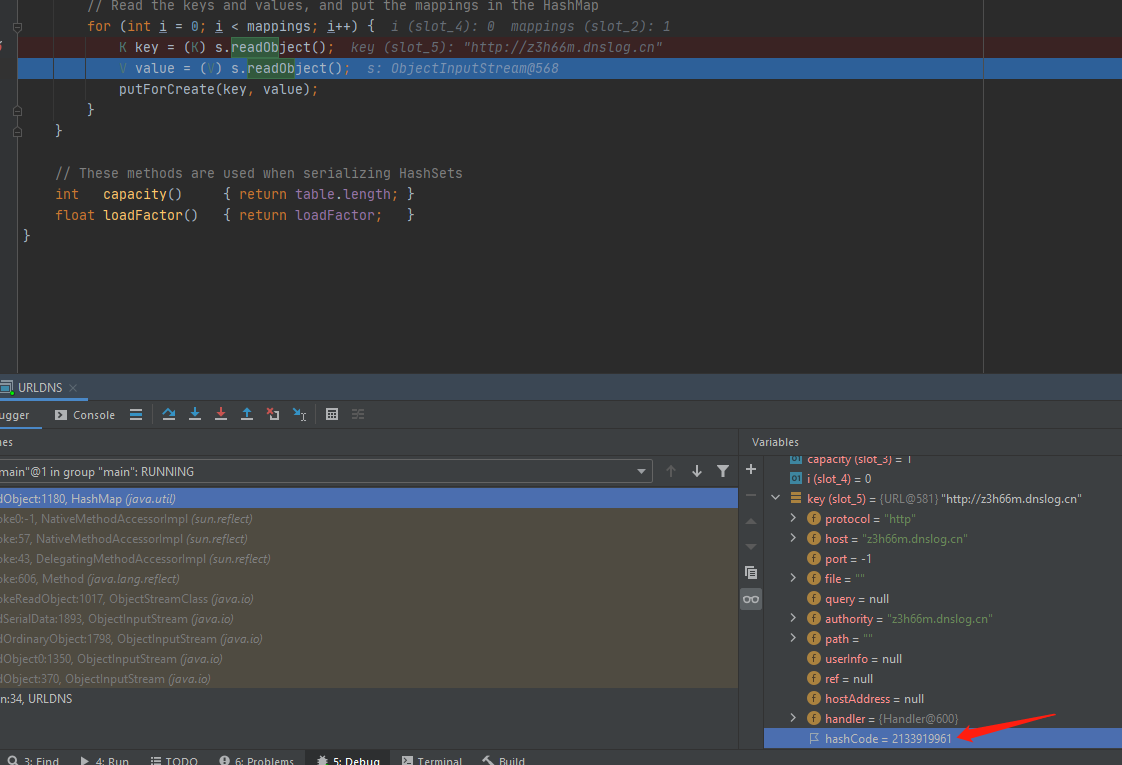 // Read the keys and values, and put the mappings in the HashMap
for (int i = 0; i < mappings; i++) { i (slot_4): 0 mappings (slot_2): 1
K key = (K) s.readObject(); key (slot_5): "http://z3h66m.dnslog.cn"
V value = (V) s.readObject(); s: ObjectInputStream@568
putForCreate(key, value);
}
}
// These methods are used when serializing HashSets
int capacity() { return table.length; }
float loadFactor() { return loadFactor; }
}
URLDNS
ugger
Console
nes
Variables
main"@1 in group "main": RUNNING
dObject:1180, HashMap (java.util)
oke0:-1, NativeMethodAccessorImpl (sun.reflect)
oke:57, NativeMethodAccessorImpl (sun.reflect)
oke:43, DelegatingMethodAccessorImpl (sun.reflect)
oke:606, Method (java.lang.reflect)
okeReadObject:1017, ObjectStreamClass (java.io)
dSerialData:1893, ObjectInputStream (java.io)
dOrdinaryObject:1798, ObjectInputStream (java.io)
dObject0:1350, ObjectInputStream (java.io)
dObject:370, ObjectInputStream (java.io)
n:34, URLDNS
capacity (slot_3) = 1
i (slot_4) = 0
key (slot_5) = {URL@581} "http://z3h66m.dnslog.cn"
protocol = "http"
host = "z3h66m.dnslog.cn"
port = -1
file = ""
query = null
authority = "z3h66m.dnslog.cn"
path = ""
userInfo = null
ref = null
hostAddress = null
handler = {Handler@600}
hashCode = 2133919961
3: Find
4: Run
TODO
6: Problems
5: Debug
Terminal
Build